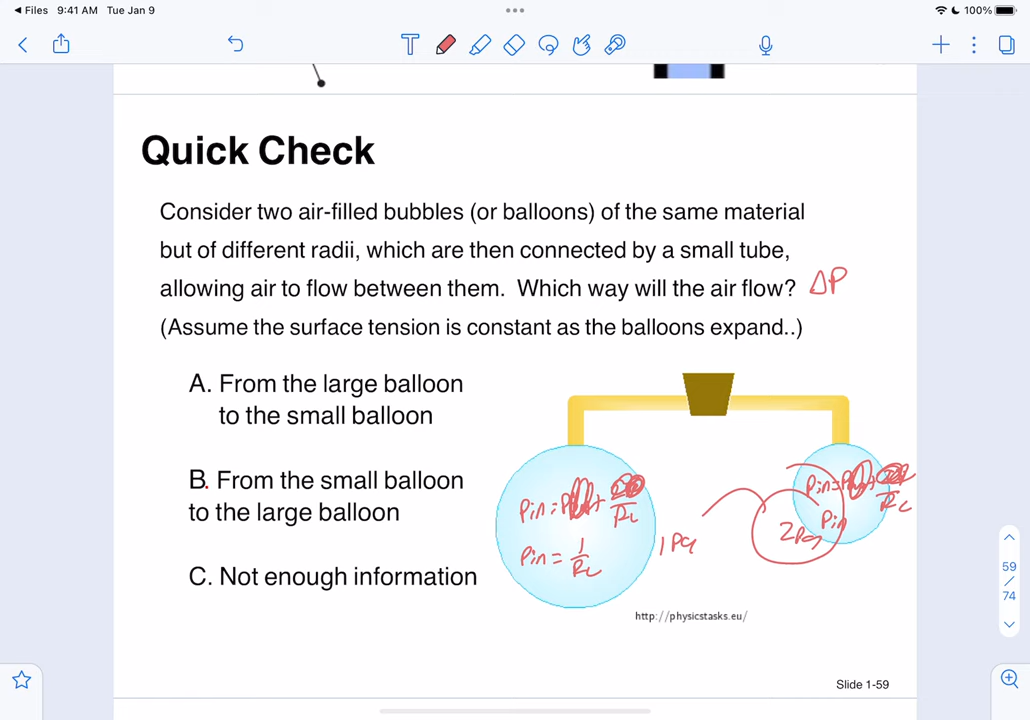 Files 9:41 AM Tue Jan 9
100%
Quick Check
Consider two air-filled bubbles (or balloons) of the same material
but of different radii, which are then connected by a small tube,
allowing air to flow between them. Which way will the air flow? ΔP
(Assume the surface tension is constant as the balloons expand..)
A. From the large balloon
to the small balloon
B. From the small balloon
to the large balloon
C. Not enough information
Pin =
Pin = 1/RL
1 Pa
Pin =
Pin
http://physicstasks.eu/
59
/
74
Slide 1-59